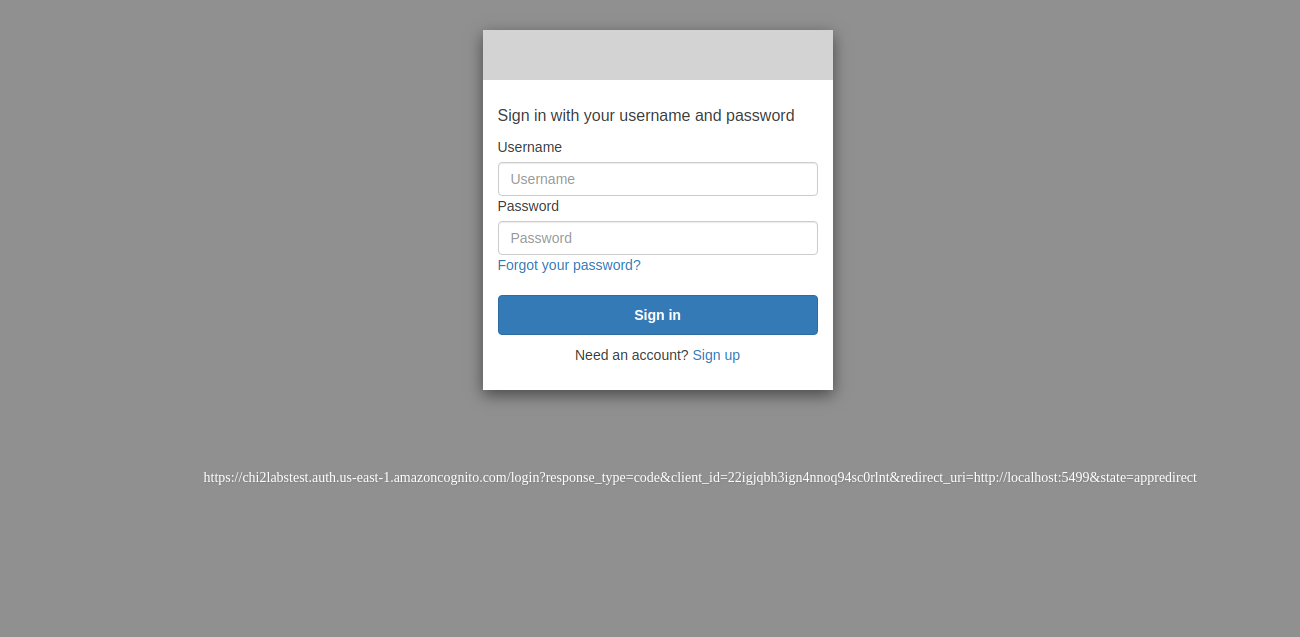 Sign in with your username and password
Username
Username
Password
Password
Forgot your password?
Sign in
Need an account? Sign up
https://chi2labstest.auth.us-east-1.amazoncognito.com/login?response_type=code&client_id=22igjqbh3ign4nnoq94sc0rlnt&redirect_uri=http://localhost:5499&state=appredirect